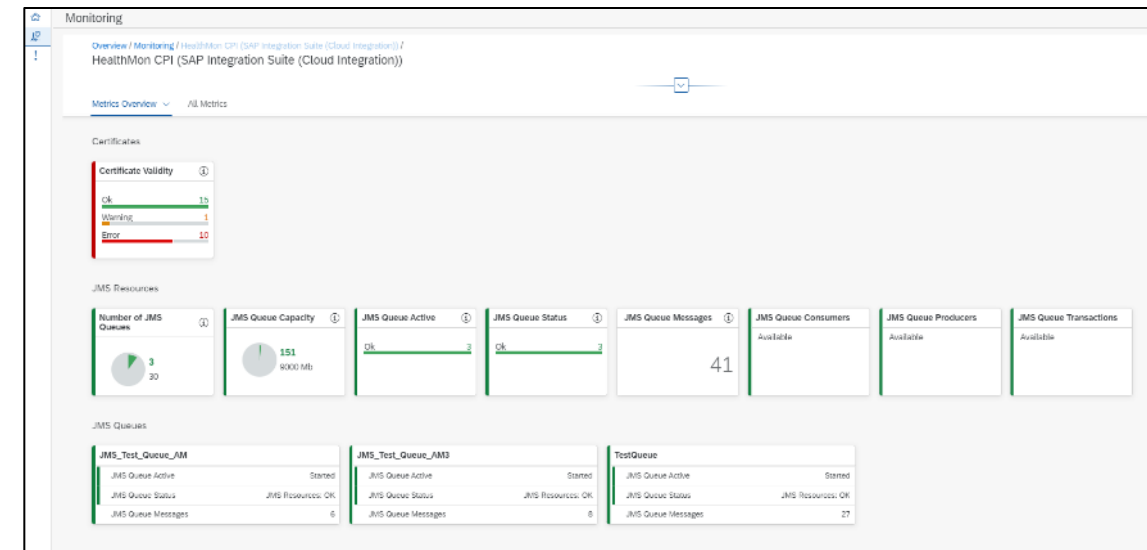 Monitoring
Overview / Monitoring / HealthMon CPI (SAP Integration Suite (Cloud Integration)) /
HealthMon CPI (SAP Integration Suite (Cloud Integration))
Metrics Overview
All Metrics
Certificates
Certificate Validity
Ok 15
Warning 1
Error 10
JMS Resources
Number of JMS
Queues
3
30
JMS Queue Capacity
151
9000 Mb
JMS Queue Active
Ok 3
JMS Queue Status
Ok 3
JMS Queue Messages
41
JMS Queue Consumers
Available
JMS Queue Producers
Available
JMS Queue Transactions
Available
JMS Queues
JMS_Test_Queue_AM
JMS Queue Active Started
JMS Queue Status JMS Resources: OK
JMS Queue Messages 6
JMS_Test_Queue_AM3
JMS Queue Active Started
JMS Queue Status JMS Resources: OK
JMS Queue Messages 8
TestQueue
JMS Queue Active Started
JMS Queue Status JMS Resources: OK
JMS Queue Messages 27